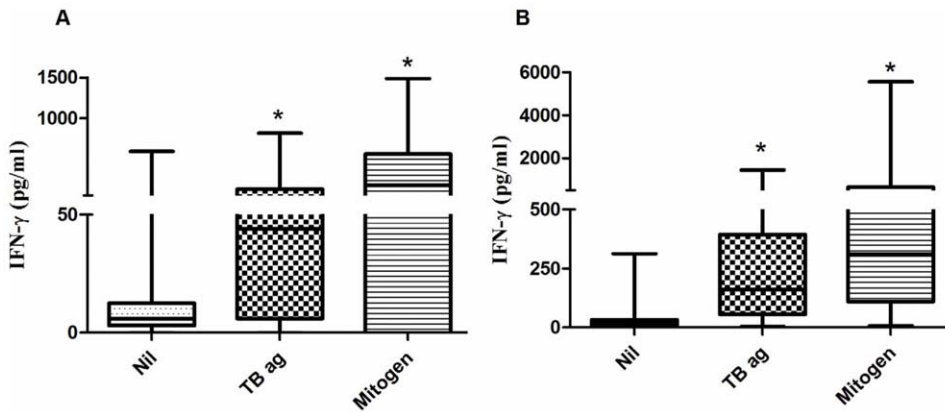 A
IFN-γ (pg/ml)
1500
1000
50
0
*
*
Nil
TB ag
Mitogen
B
IFN-γ (pg/ml)
6000
4000
2000
500
250
0
*
*
Nil
TB ag
Mitogen